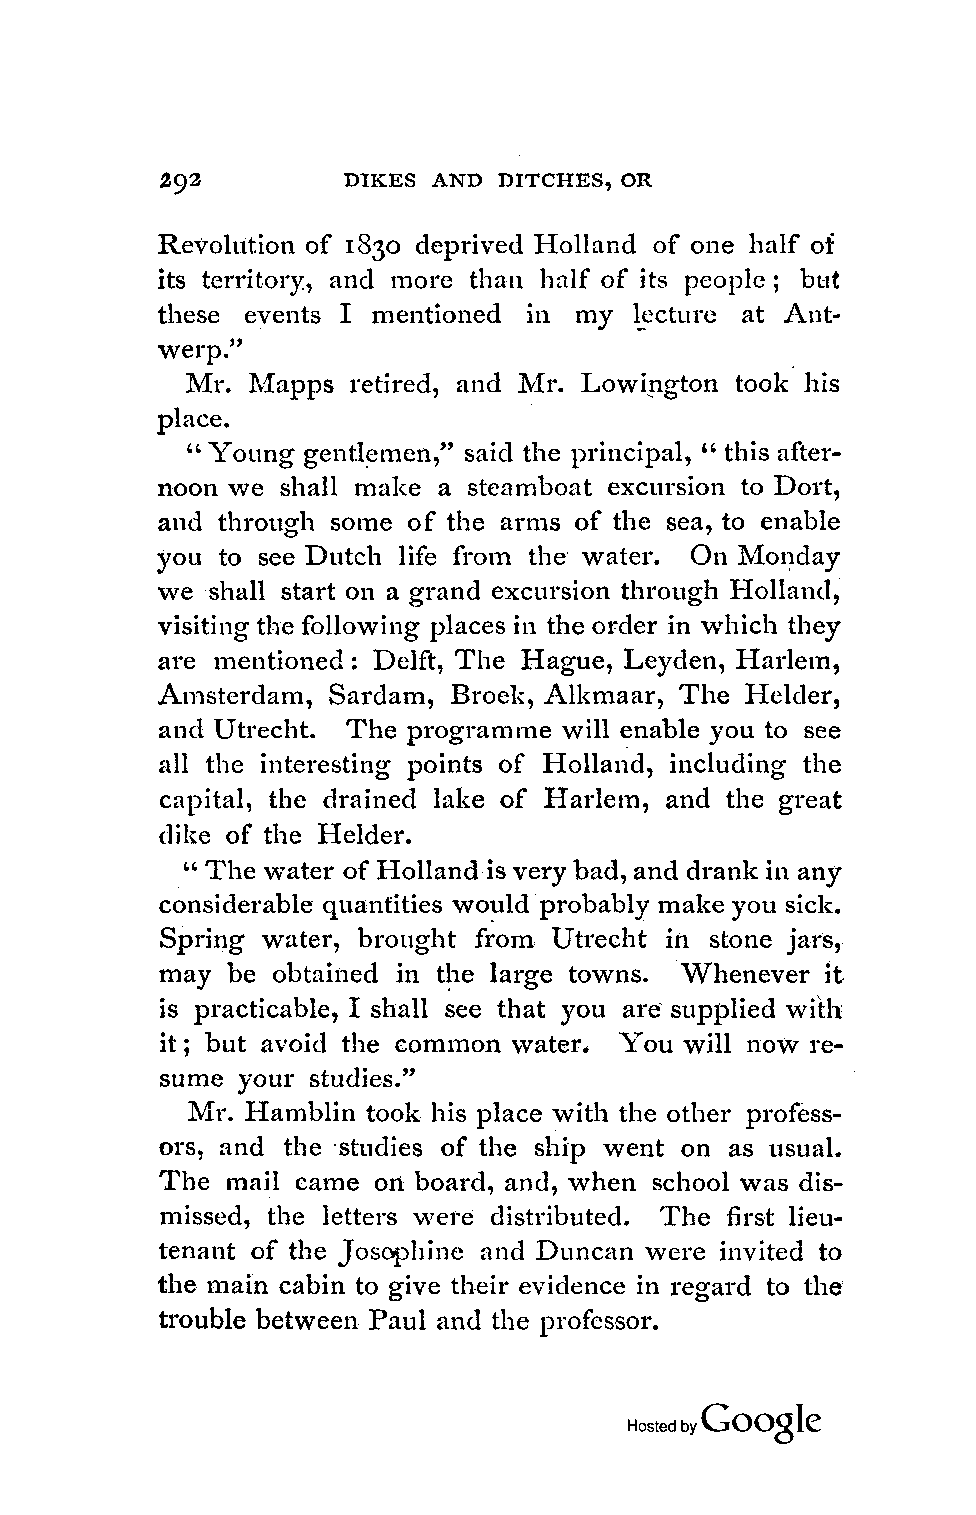 292 DIKES AND DITCHES, OR
Revolution of 1830 deprived Holland of one half of
its territory, and more than half of its people; but
these events I mentioned in my lecture at Ant-
werp."
Mr. Mapps retired, and Mr. Lowington took his
place.
"Young gentlemen," said the principal, "this after-
noon we shall make a steamboat excursion to Dort,
and through some of the arms of the sea, to enable
you to see Dutch life from the water. On Monday
we shall start on a grand excursion through Holland,
visiting the following places in the order in which they
are mentioned: Delft, The Hague, Leyden, Harlem,
Amsterdam, Sardam, Broek, Alkmaar, The Helder,
and Utrecht. The programme will enable you to see
all the interesting points of Holland, including the
capital, the drained lake of Harlem, and the great
dike of the Helder.
"The water of Holland is very bad, and drank in any
considerable quantities would probably make you sick.
Spring water, brought from Utrecht in stone jars,
may be obtained in the large towns. Whenever it
is practicable, I shall see that you are supplied with
it; but avoid the common water. You will now re-
sume your studies."
Mr. Hamblin took his place with the other profess-
ors, and the studies of the ship went on as usual.
The mail came on board, and, when school was dis-
missed, the letters were distributed. The first lieu-
tenant of the Josephine and Duncan were invited to
the main cabin to give their evidence in regard to the
trouble between Paul and the professor.
Hosted by Google